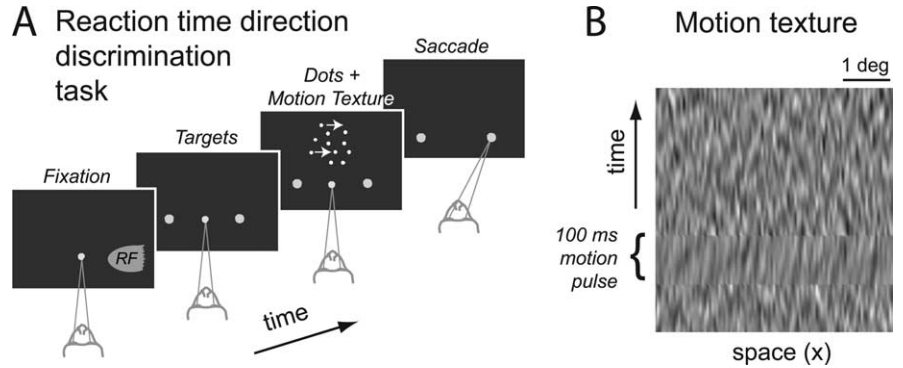 A
Reaction time direction
discrimination
task
Fixation
RF
Targets
Dots +
Motion Texture
Saccade
time
B
Motion texture
1 deg
time
100 ms
motion
pulse
space (x)